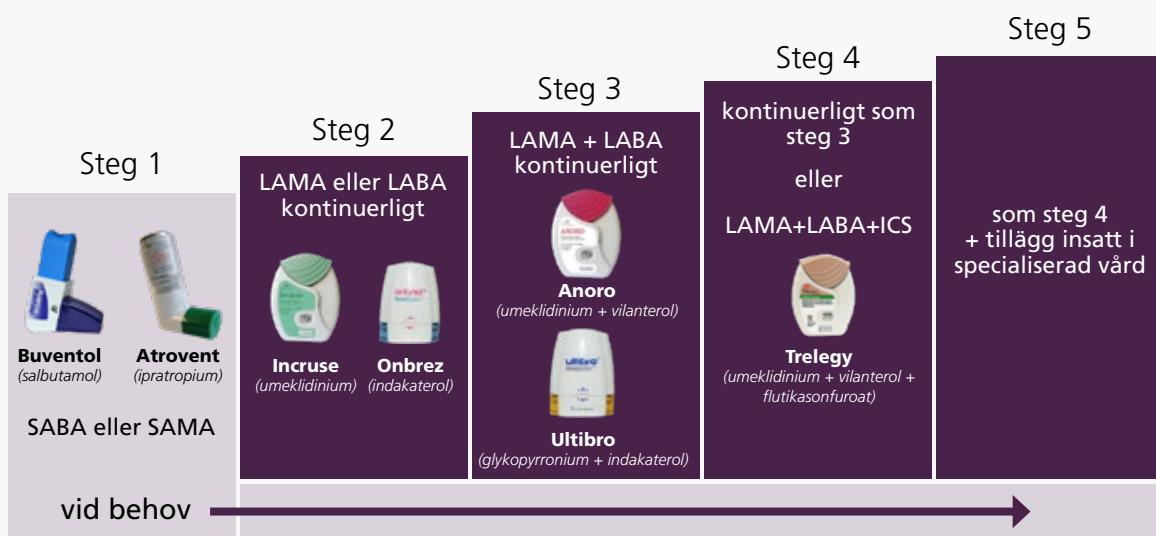 Steg 1
Buventol
(salbutamol)
Atrovent
(ipratropium)
SABA eller SAMA
vid behov
Steg 2
LAMA eller LABA
kontinuerligt
Incruse
(umeklidinium)
Onbrez
(indakaterol)
Steg 3
LAMA + LABA
kontinuerligt
ANORO
Anoro
(umeklidinium + vilanterol)
ultibro
Ultibro
(glykopyrronium + indakaterol)
Steg 4
kontinuerligt som
steg 3
eller
LAMA+LABA+ICS
Trelegy
(umeklidinium + vilanterol +
flutikasonfuroat)
Steg 5
som steg 4
+ tillägg insatt i
specialiserad vård